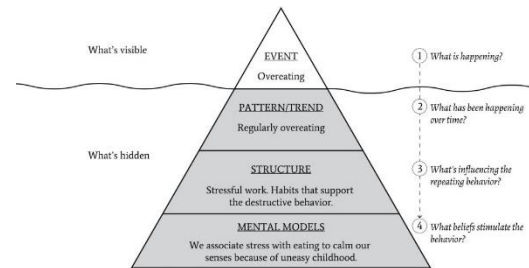 What's visible
EVENT
Overeating
1 What is happening?
PATTERN/TREND
Regularly overeating
2 What has been happening
over time?
What's hidden
STRUCTURE
Stressful work. Habits that support
the destructive behavior.
3 What's influencing the
repeating behavior?
MENTAL MODELS
We associate stress with eating to calm our
senses because of uneasy childhood.
4 What beliefs stimulate the
behavior?